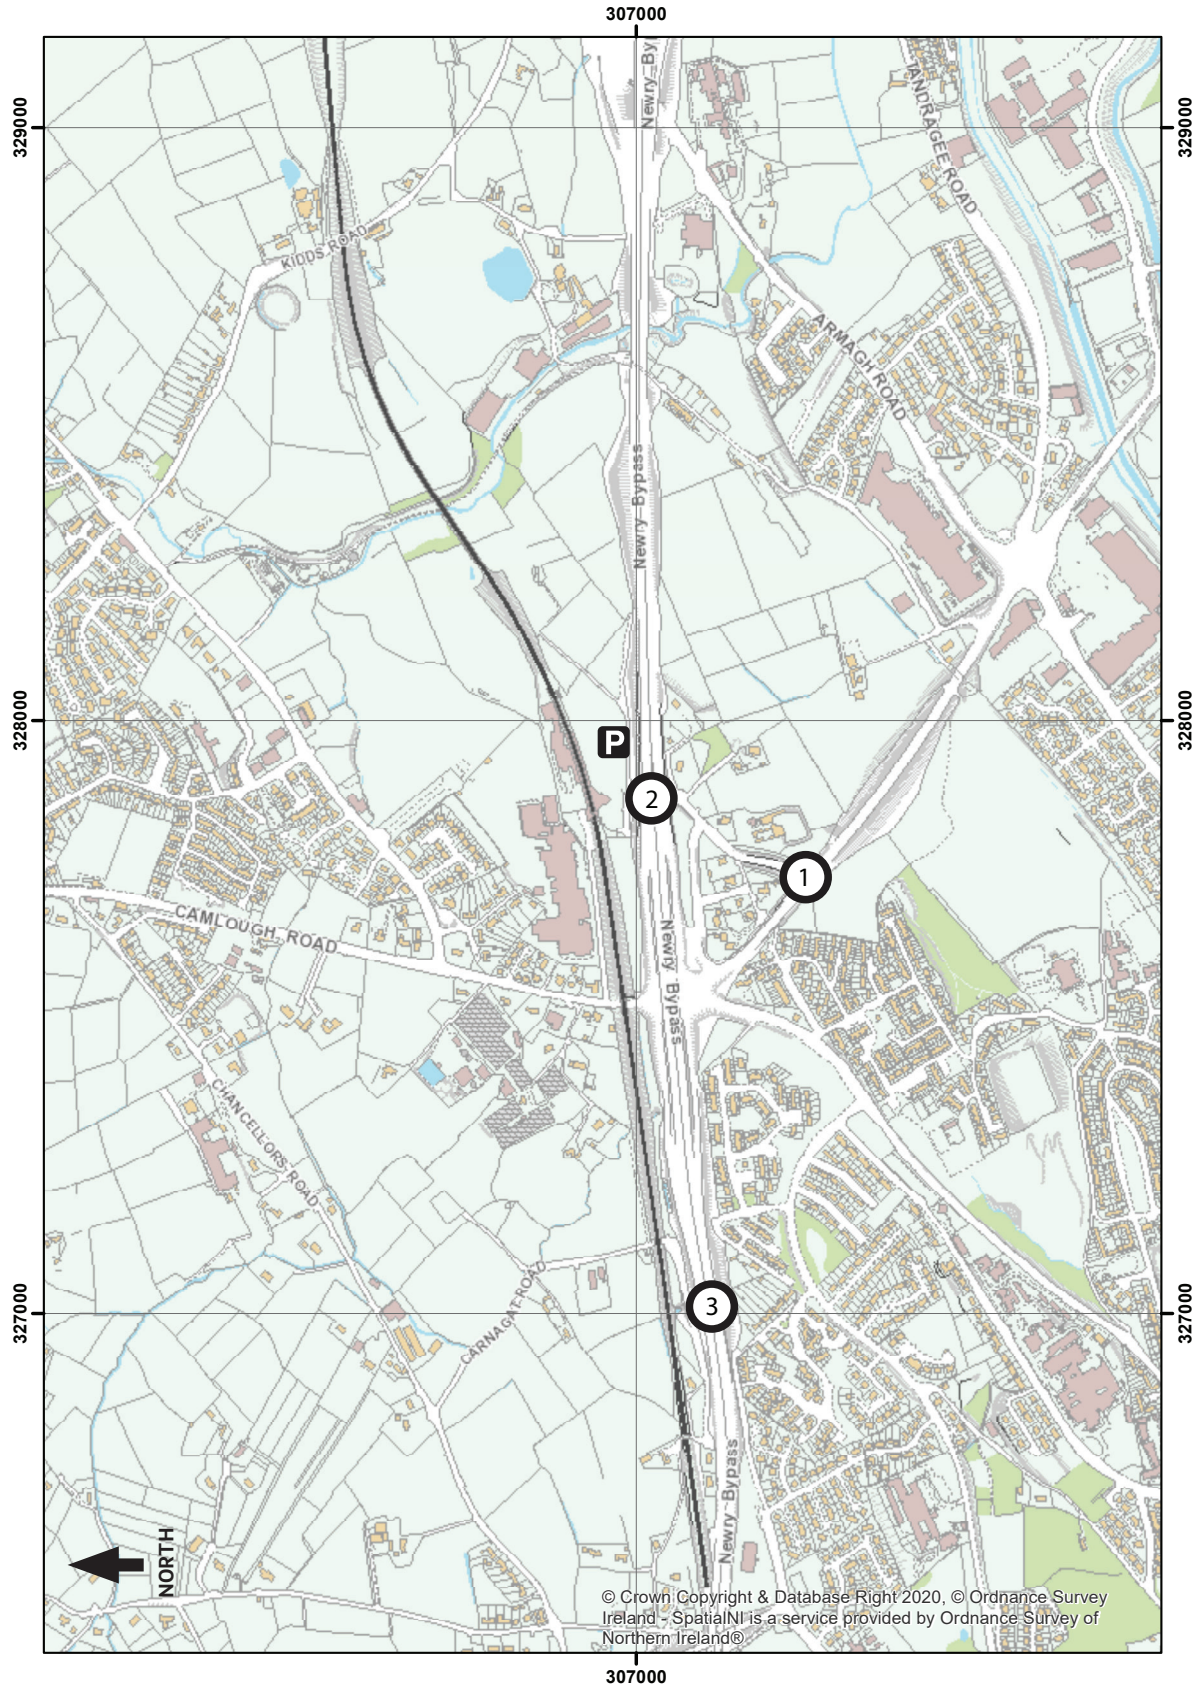 307000
Newry Byp
329000
329000
TANDRAGEE ROAD
KIDDS ROAD
ARMAGH ROAD
Newry Bypass
328000
328000
P
2
1
CAMLOUGH ROAD
Newry Bypass
CHANCELLORS ROAD
CARNAGAT ROAD
327000
3
327000
Newry Bypass
NORTH
© Crown Copyright & Database Right 2020, © Ordnance Survey
Ireland - SpatialNI is a service provided by Ordnance Survey of
Northern Ireland®
307000